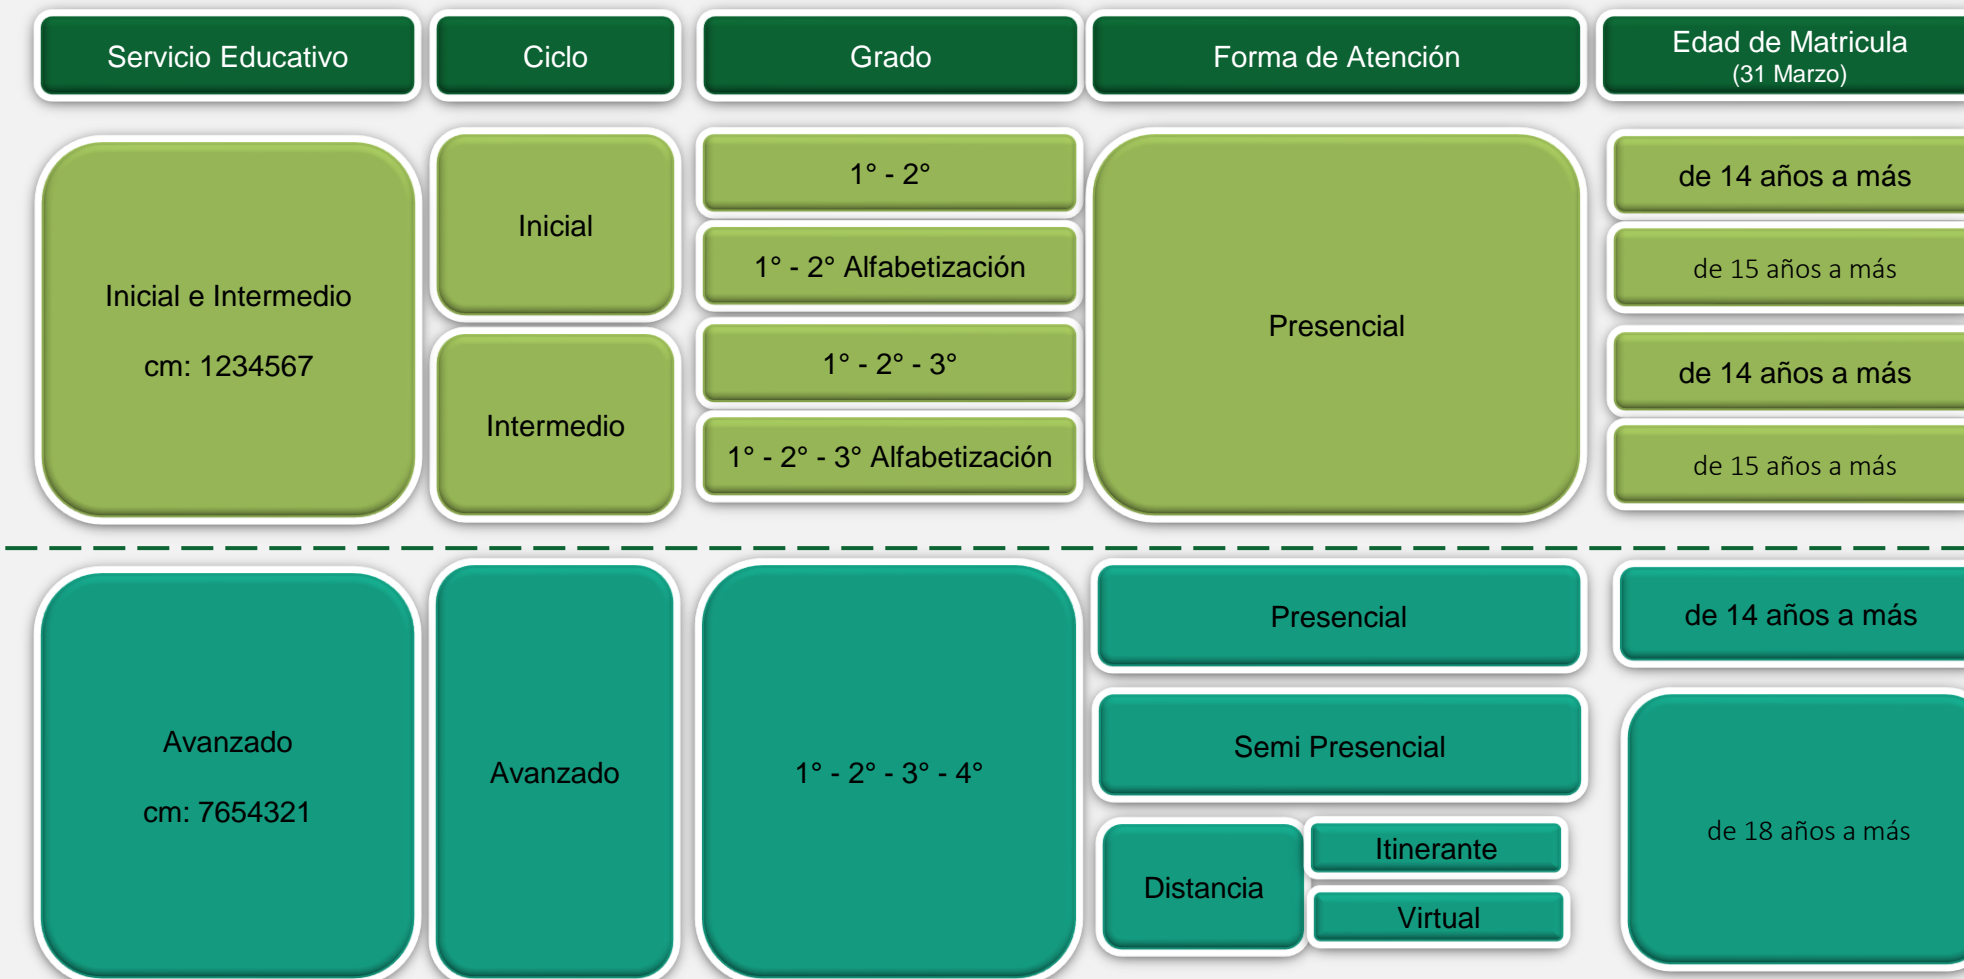 Servicio Educativo
Ciclo
Grado
Forma de Atención
Edad de Matricula
(31 Marzo)
Inicial e Intermedio
cm: 1234567
Inicial
1° - 2°
1° - 2° Alfabetización
Intermedio
1° - 2° - 3°
1° - 2° - 3° Alfabetización
Presencial
de 14 años a más
de 15 años a más
de 14 años a más
de 15 años a más
Avanzado
cm: 7654321
Avanzado
1° - 2° - 3° - 4°
Presencial
Semi Presencial
Distancia
Itinerante
Virtual
de 14 años a más
de 18 años a más